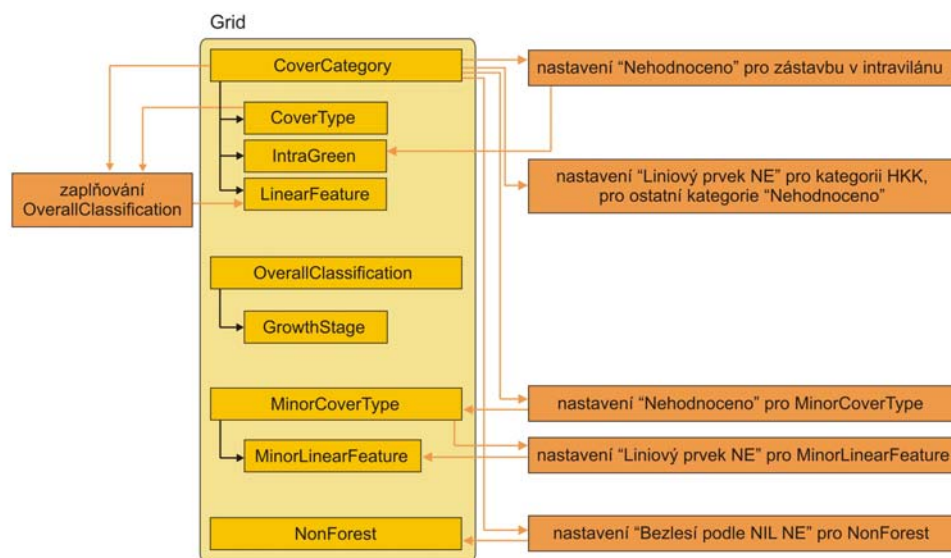 Grid
CoverCategory
CoverType
IntraGreen
LinearFeature
OverallClassification
GrowthStage
MinorCoverType
MinorLinearFeature
NonForest
zaplňování
OverallClassification
nastavení “Nehodnoceno” pro zástavbu v intravilánu
nastavení “Liniový prvek NE” pro kategorii HKK,
pro ostatní kategorie “Nehodnoceno”
nastavení “Nehodnoceno” pro MinorCoverType
nastavení “Liniový prvek NE” pro MinorLinearFeature
nastavení “Bezlesí podle NIL NE” pro NonForest